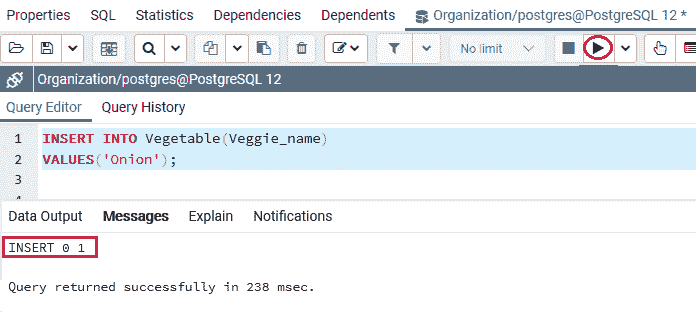 Properties SQL Statistics Dependencies Dependents Organization/postgres@PostgreSQL 12 *
No limit
Organization/postgres@PostgreSQL 12
Query Editor Query History
1 INSERT INTO Vegetable(Veggie_name)
2 VALUES('Onion');
3
Data Output Messages Explain Notifications
INSERT 0 1
Query returned successfully in 238 msec.